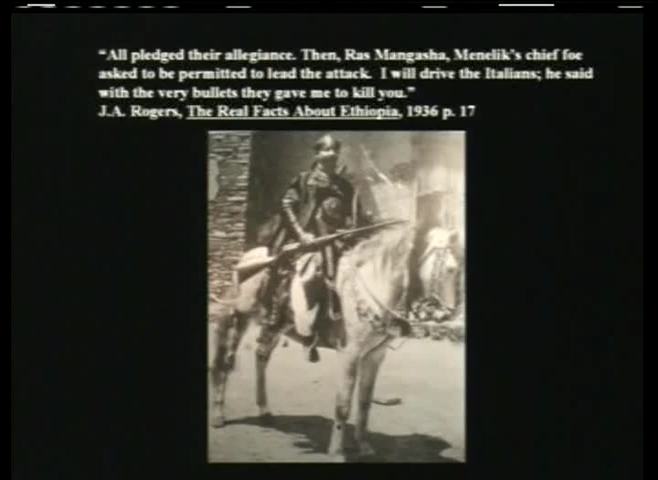 “All pledged their allegiance. Then, Ras Mangasha, Menelik’s chief foe
asked to be permitted to lead the attack. I will drive the Italians; he said
with the very bullets they gave me to kill you.”
J.A. Rogers, The Real Facts About Ethiopia, 1936 p. 17